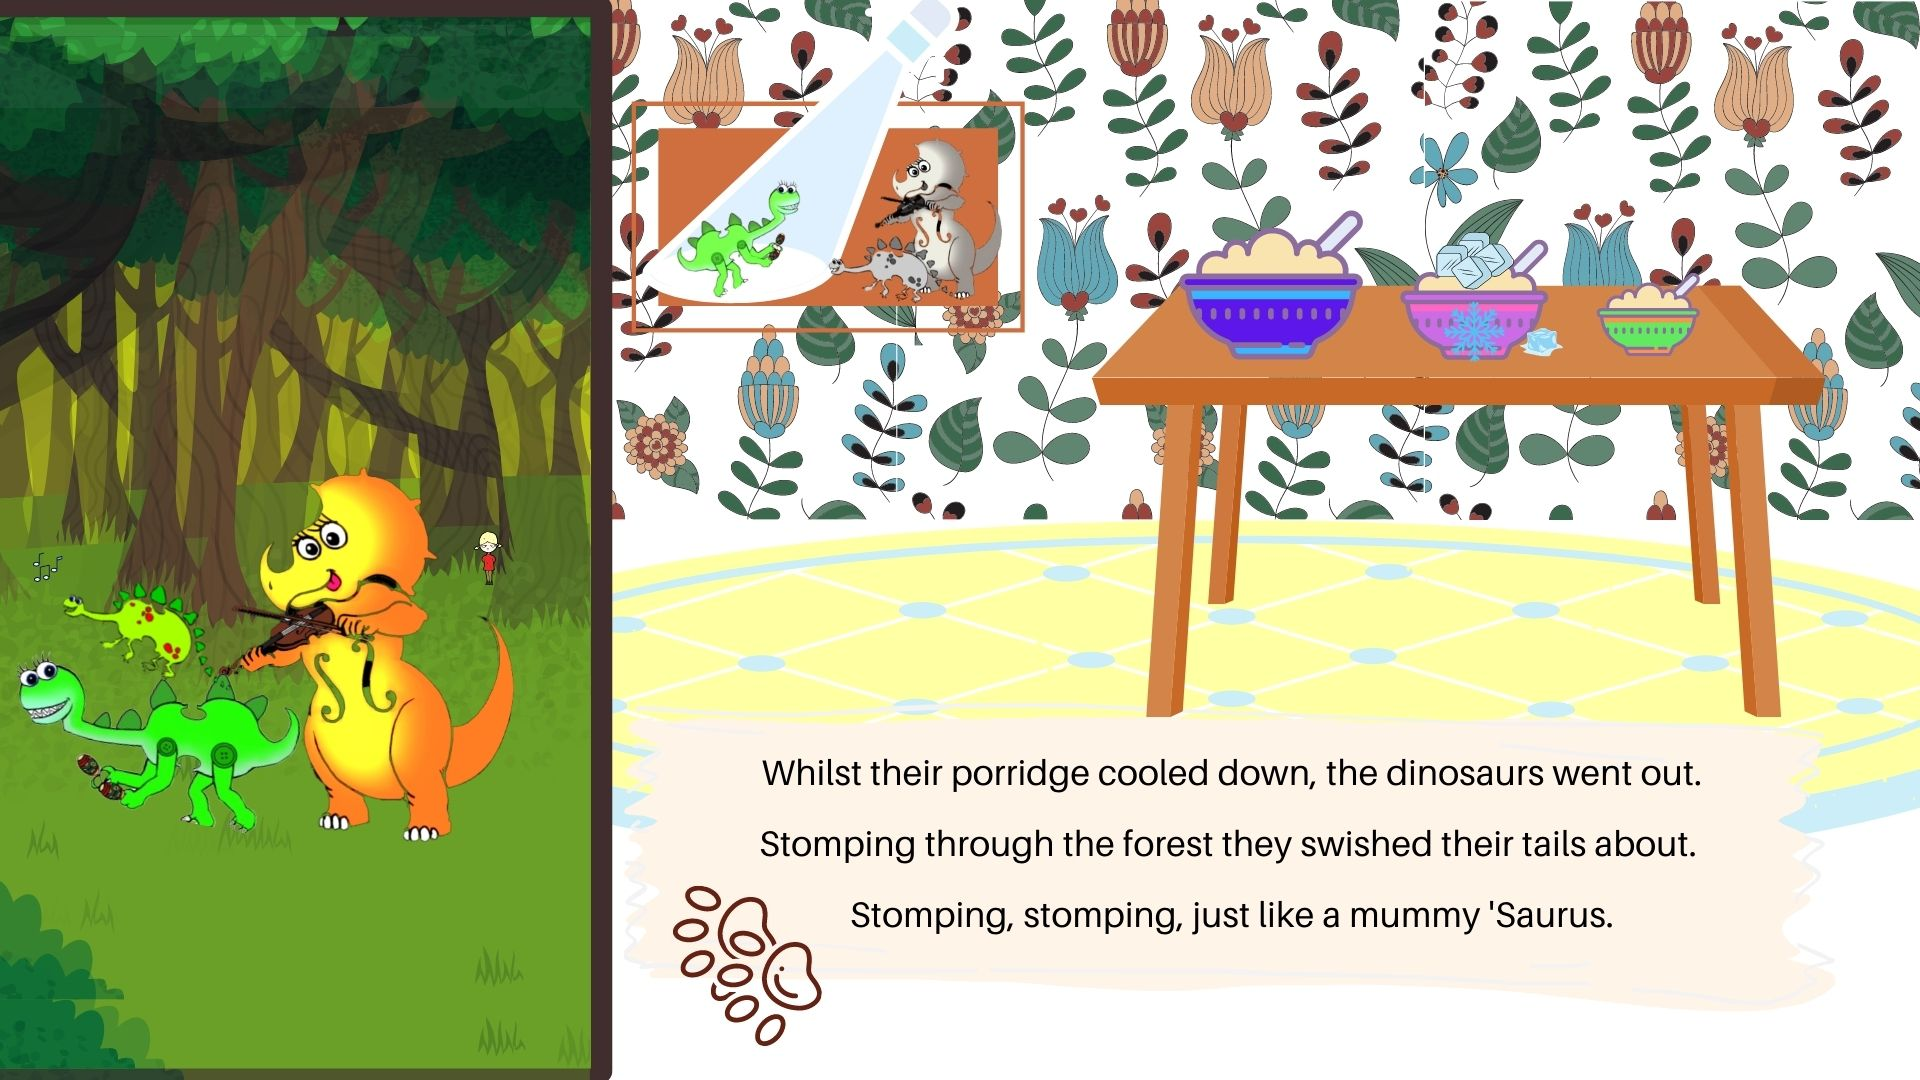 Whilst their porridge cooled down, the dinosaurs went out.
Stomping through the forest they swished their tails about.
Stomping, stomping, just like a mummy 'Saurus.